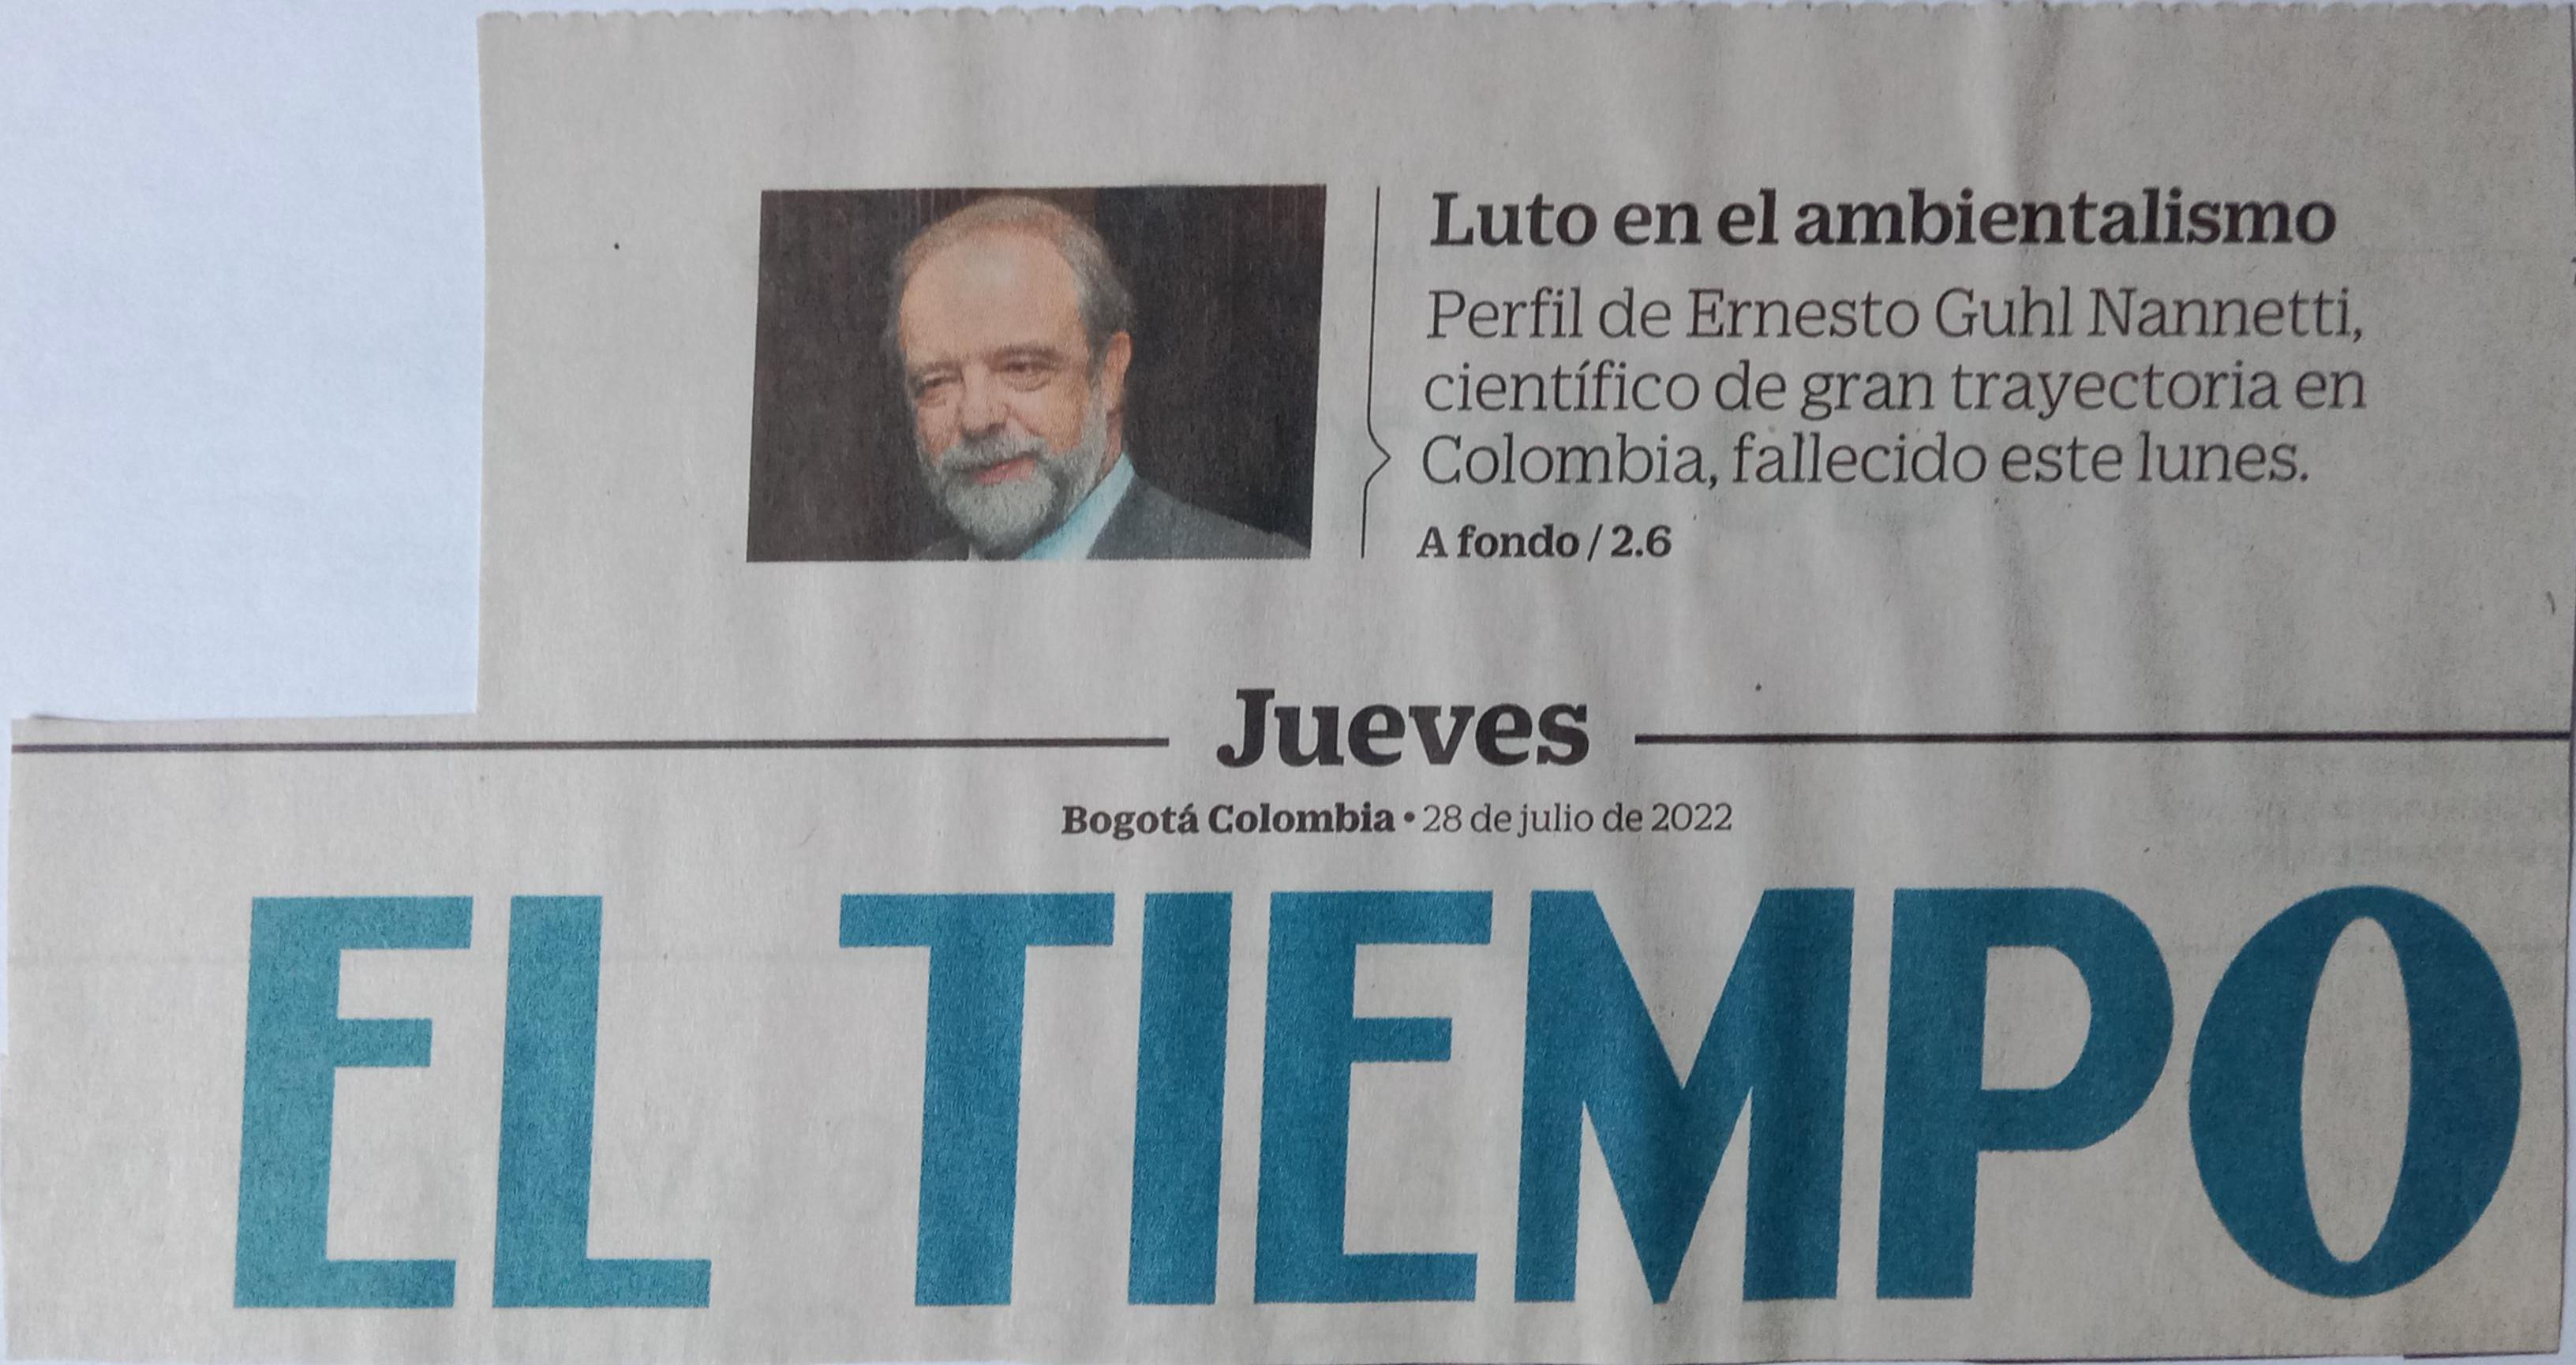 Luto en el ambientalismo
Perfil de Ernesto Guhl Nannetti,
científico de gran trayectoria en
Colombia, fallecido este lunes.
A fondo / 2.6
Jueves
Bogotá Colombia • 28 de julio de 2022
EL TIEMPO